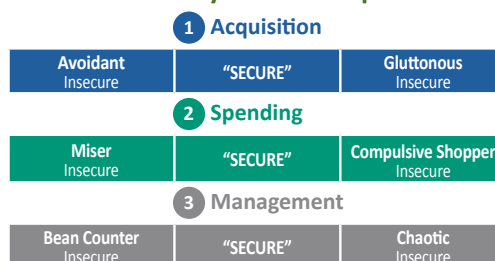 1 Acquisition
Avoidant
Insecure
“SECURE”
Gluttonous
Insecure
2 Spending
Miser
Insecure
“SECURE”
Compulsive Shopper
Insecure
3 Management
Bean Counter
Insecure
“SECURE”
Chaotic
Insecure